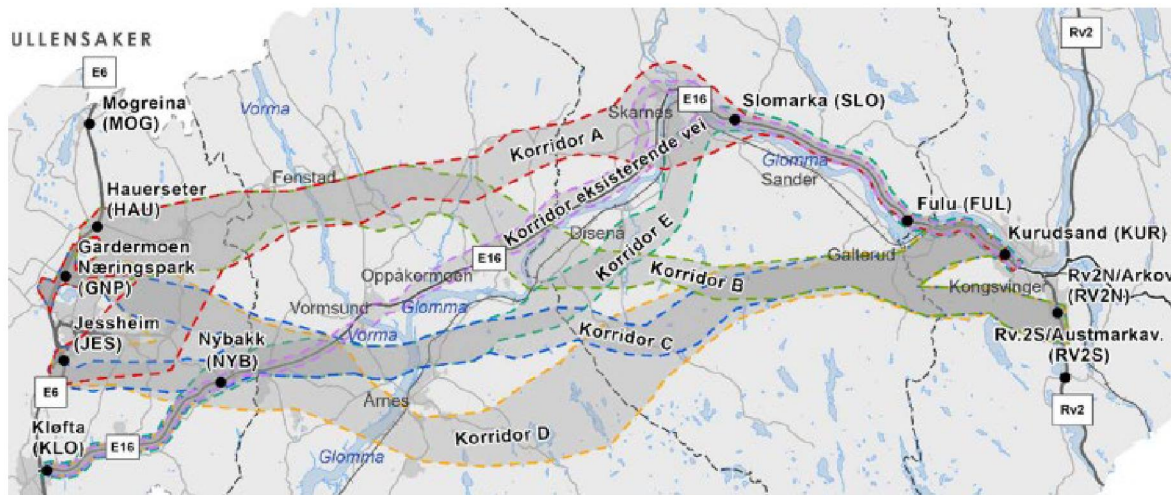 ULLENSAKER
E6
Mogreina
(MOG)
Vorma
Hauerseter
(HAU)
Fenstad
Gardermoen
Næringspark
(GNP)
Jessheim
(JES)
Nybakk
(NYB)
Vormsund
Vorma
Oppåkermoen
E16
Glomma
E6
Kløfta
(KLO)
E16
Årnes
Glomma
Korridor A
Skarnes
E16
Slomarka (SLO)
Korridor eksisterende vei
Disenå
Korridor E
Korridor B
Korridor C
Korridor D
Glomma
Sander
Fulu (FUL)
Galterud
Kurudsand (KUR)
Kongsvinger
Rv2
Rv2N/Arkov
(RV2N)
Rv.2S/Austmarkav.
(RV2S)
Rv2